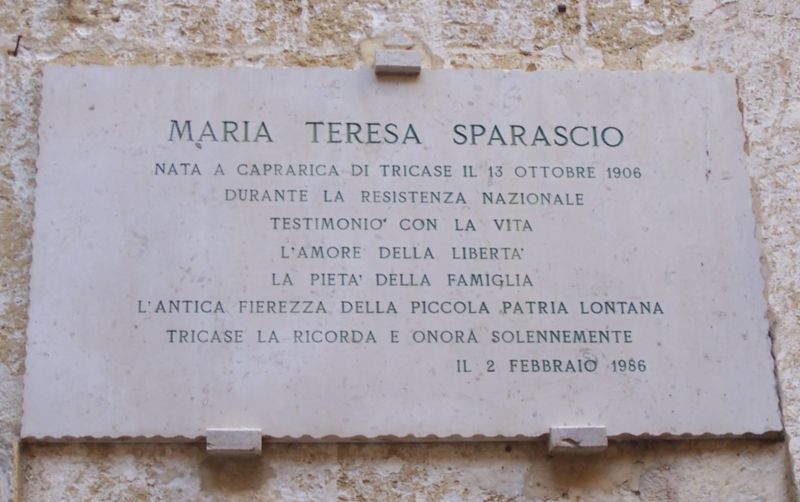 MARIA TERESA SPARASCIO
NATA A CAPRARICA DI TRICASE IL 13 OTTOBRE 1906
DURANTE LA RESISTENZA NAZIONALE
TESTIMONIO' CON LA VITA
L'AMORE DELLA LIBERTA'
LA PIETA' DELLA FAMIGLIA
L'ANTICA FIEREZZA DELLA PICCOLA PATRIA LONTANA
TRICASE LA RICORDA E ONORA SOLENNEMENTE
IL 2 FEBBRAIO 1986